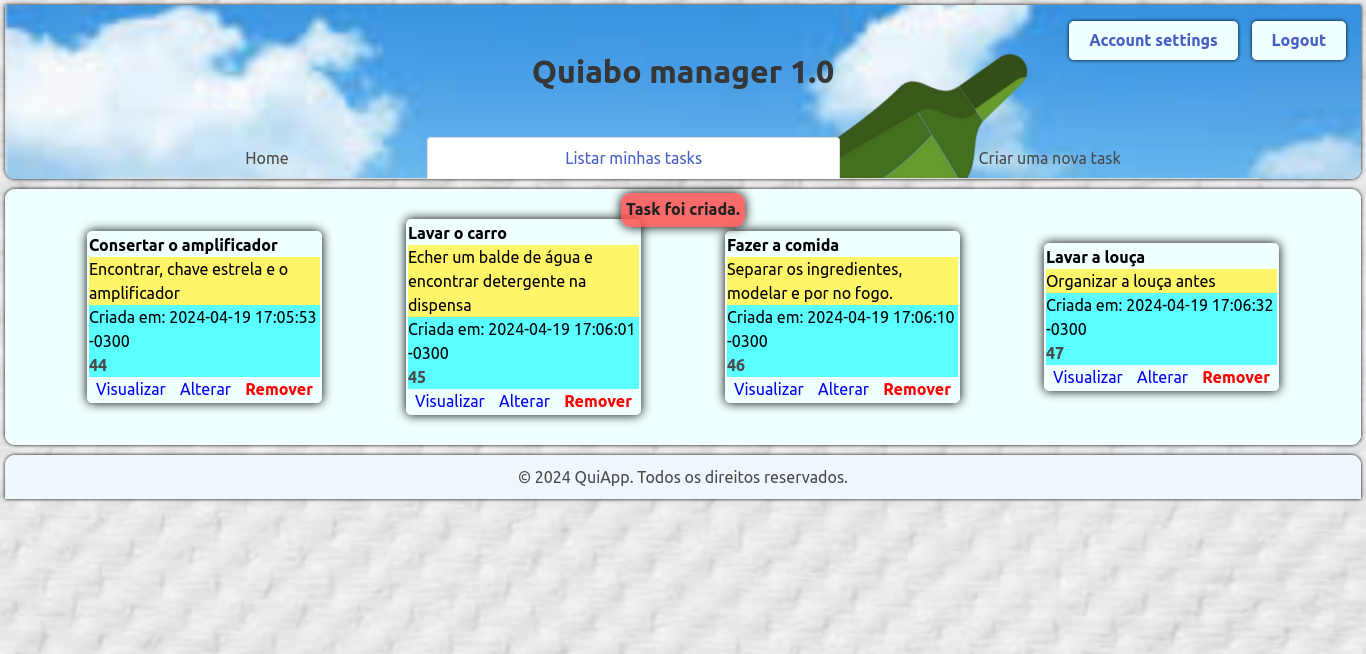 Account settings
Logout
Quiabo manager 1.0
Home
Listar minhas tasks
Criar uma nova task
Task foi criada.
Consertar o amplificador
Encontrar, chave estrela e o
amplificador
Criada em: 2024-04-19 17:05:53
-0300
44
Visualizar Alterar Remover
Lavar o carro
Echer um balde de água e
encontrar detergente na
dispensa
Criada em: 2024-04-19 17:06:01
-0300
45
Visualizar Alterar Remover
Fazer a comida
Separar os ingredientes,
modelar e por no fogo.
Criada em: 2024-04-19 17:06:10
-0300
46
Visualizar Alterar Remover
Lavar a louça
Organizar a louça antes
Criada em: 2024-04-19 17:06:32
-0300
47
Visualizar Alterar Remover
© 2024 QuiApp. Todos os direitos reservados.